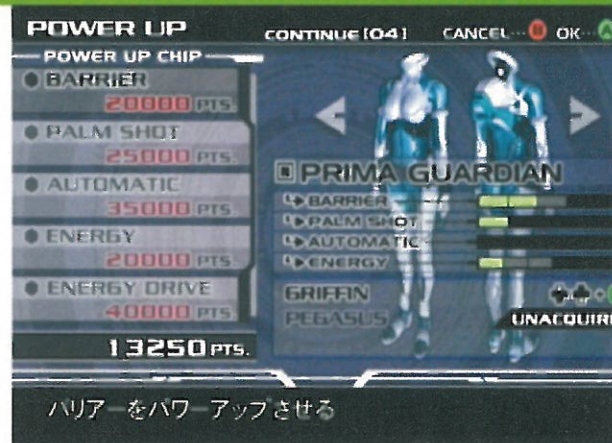 POWER UP
CONTINUE [04]
CANCEL...B OK...A
POWER UP CHIP
BARRIER
20000 PTS.
PALM SHOT
25000 PTS.
AUTOMATIC
35000 PTS.
ENERGY
20000 PTS.
ENERGY DRIVE
40000 PTS.
13250 PTS.
N PRIMA GUARDIAN
BARRIER
PALM SHOT
AUTOMATIC
ENERGY
GRIFFIN
PEGASUS
UNACQUIRE
バリアーをパワーアップさせる